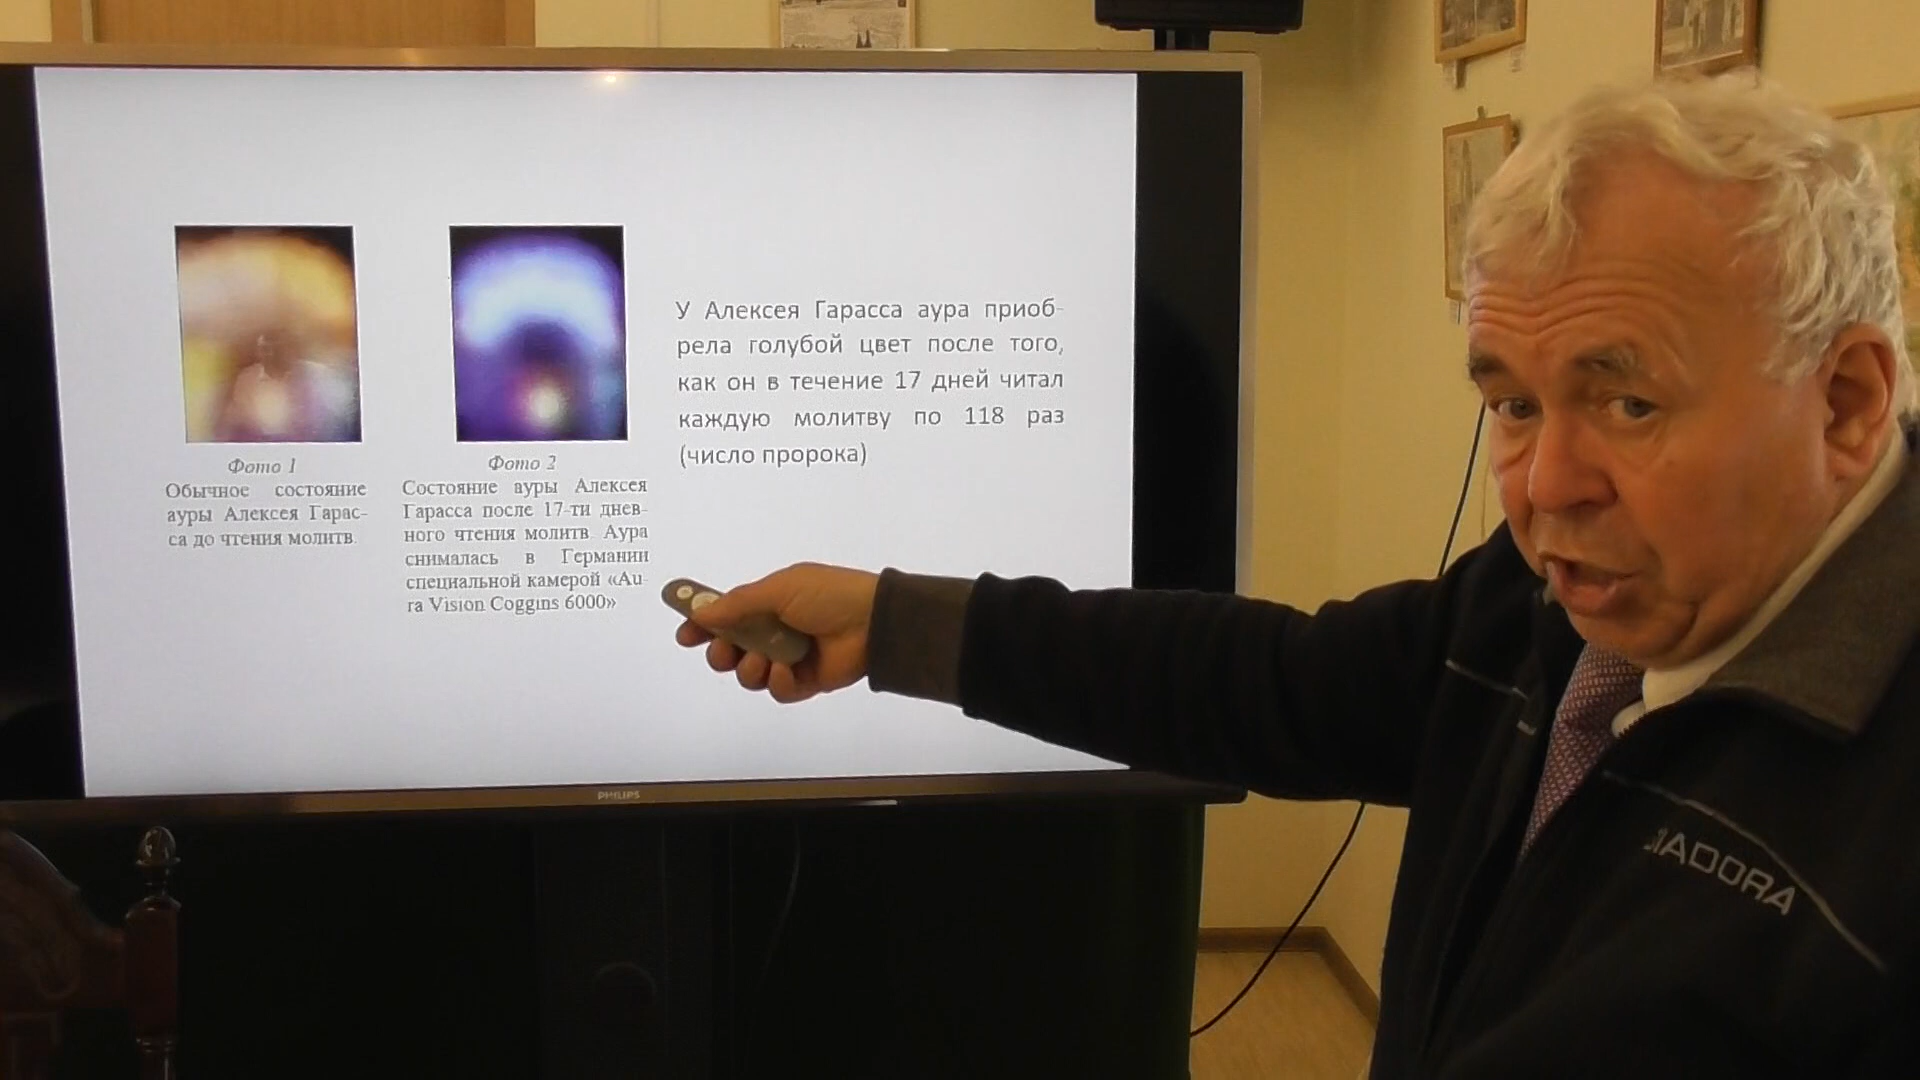 У Алексея Гарасса аура приоб-
рела голубой цвет после того,
как он в течение 17 дней читал
каждую молитву по 118 раз
(число пророка)
Фото 1
Обычное состояние
ауры Алексея Гарас-
са до чтения молитв.
Фото 2
Состояние ауры Алексея
Гарасса после 17-ти днев-
ного чтения молитв. Аура
снималась в Германии
специальной камерой «Au-
ra Vision Coggins 6000»
PHILIPS
IADORA